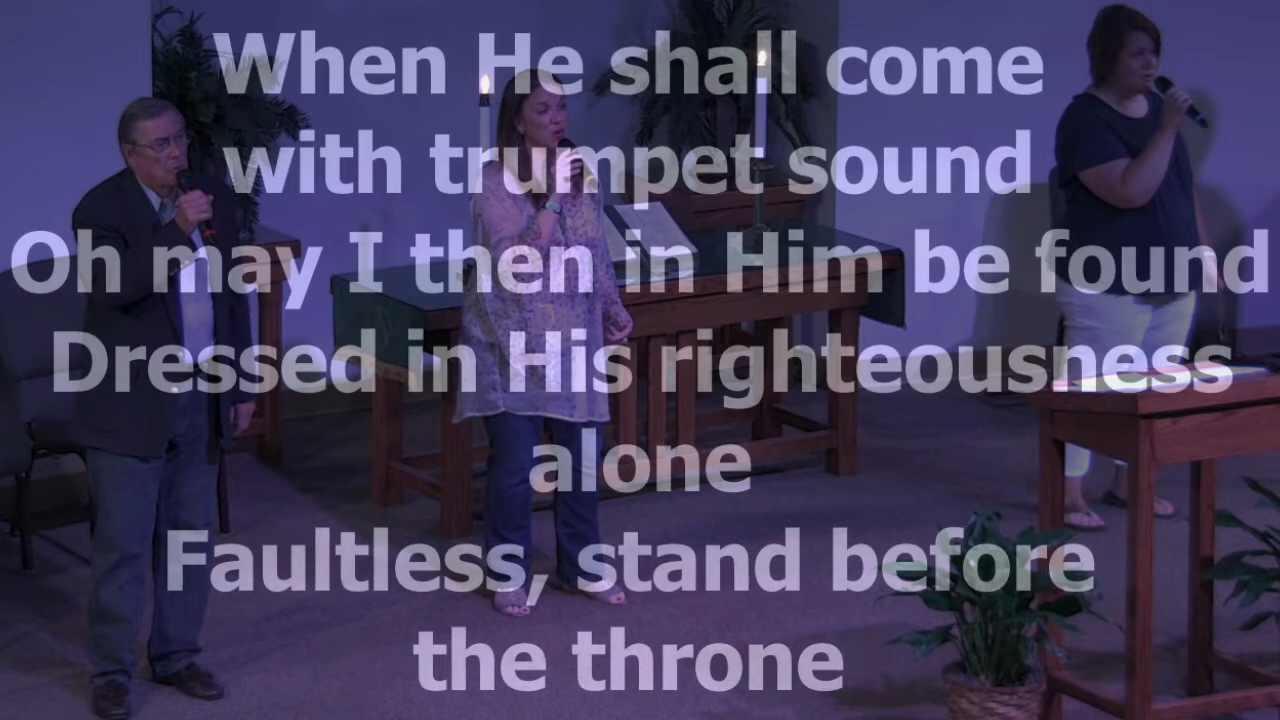 When He shall come
with trumpet sound
Oh may I then in Him be found
Dressed in His righteousness
alone
Faultless, stand before
the throne